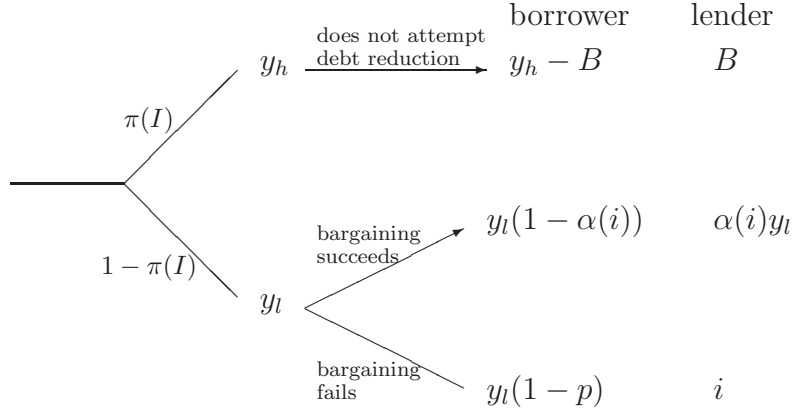 borrower lender
does not attempt
debt reduction
y_h y_h − B B
π(I)
y_l(1 − α(i)) α(i)y_l
bargaining
succeeds
1 − π(I)
y_l
bargaining
fails
y_l(1 − p) i